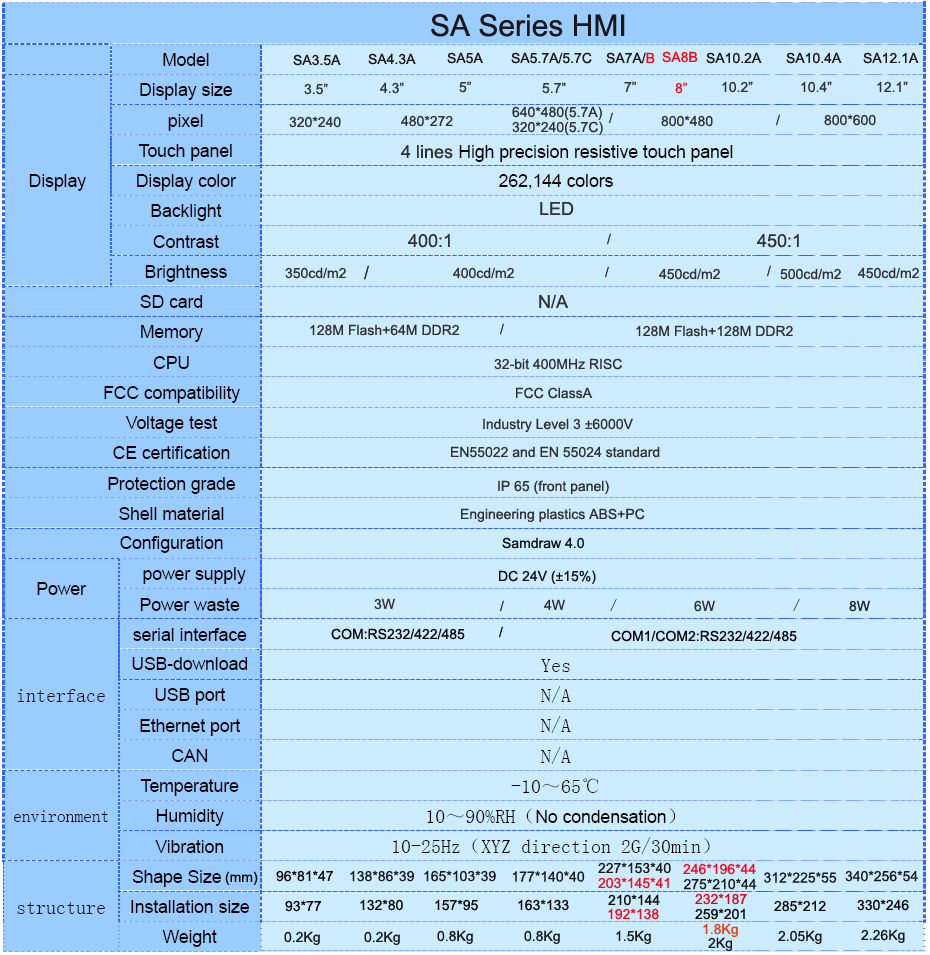 SA Series HMI
Model SA3.5A SA4.3A SA5A SA5.7A/5.7C SA7A/B SA8B SA10.2A SA10.4A SA12.1A
Display
Display size 3.5” 4.3” 5” 5.7” 7” 8” 10.2” 10.4” 12.1”
pixel 320*240 480*272 640*480(5.7A) / 800*480 / 800*600
320*240(5.7C)
Touch panel 4 lines High precision resistive touch panel
Display color 262,144 colors
Backlight LED
Contrast 400:1 / 450:1
Brightness 350cd/m2 / 400cd/m2 / 450cd/m2 / 500cd/m2 450cd/m2
SD card N/A
Memory 128M Flash+64M DDR2 / 128M Flash+128M DDR2
CPU 32-bit 400MHz RISC
FCC compatibility FCC ClassA
Voltage test Industry Level 3 ±6000V
CE certification EN55022 and EN 55024 standard
Protection grade IP 65 (front panel)
Shell material Engineering plastics ABS+PC
Configuration Samdraw 4.0
Power
power supply DC 24V (±15%)
Power waste 3W / 4W / 6W / 8W
interface
serial interface COM:RS232/422/485 / COM1/COM2:RS232/422/485
USB-download Yes
USB port N/A
Ethernet port N/A
CAN N/A
environment
Temperature -10～65℃
Humidity 10～90%RH（No condensation）
Vibration 10-25Hz（XYZ direction 2G/30min）
structure
Shape Size (mm) 96*81*47 138*86*39 165*103*39 177*140*40 227*153*40 246*196*44 312*225*55 340*256*54
203*145*41 275*210*44
Installation size 93*77 132*80 157*95 163*133 210*144 232*187 285*212 330*246
192*138 259*201
Weight 0.2Kg 0.2Kg 0.8Kg 0.8Kg 1.5Kg 1.8Kg 2.05Kg 2.26Kg
2Kg